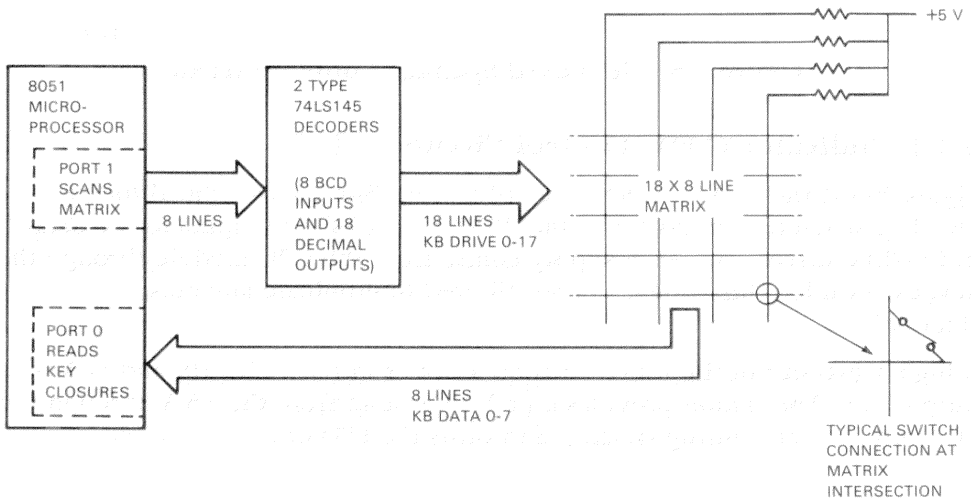 +5 V
8051
MICRO-
PROCESSOR
PORT 1
SCANS
MATRIX
8 LINES
2 TYPE
74LS145
DECODERS
(8 BCD
INPUTS
AND 18
DECIMAL
OUTPUTS)
18 LINES
KB DRIVE 0-17
18 X 8 LINE
MATRIX
PORT 0
READS
KEY
CLOSURES
8 LINES
KB DATA 0-7
TYPICAL SWITCH
CONNECTION AT
MATRIX
INTERSECTION